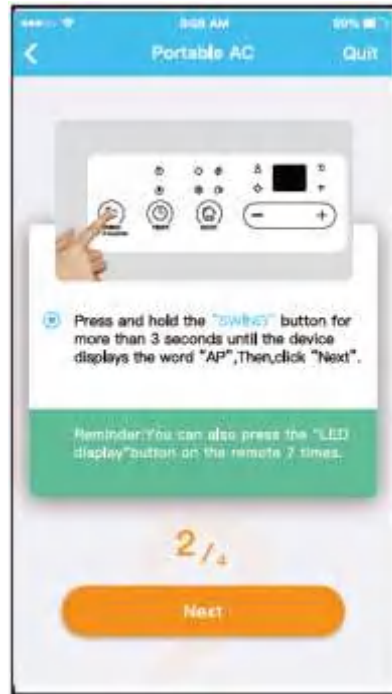 Portable AC
Quit
Press and hold the "SWING" button for
more than 3 seconds until the device
displays the word "AP",Then,click "Next".
Reminder:You can also press the "LED
display"button on the remote 7 times.
2/4
Next